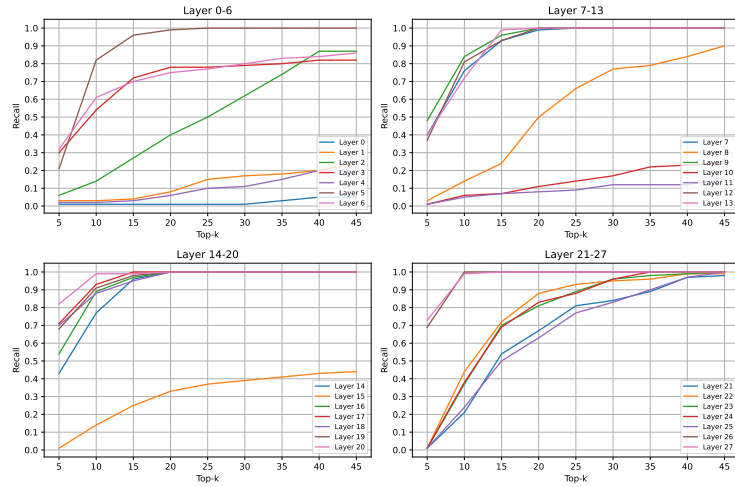 Layer 0-6
1.0
0.9
0.8
0.7
0.6
0.5
0.4
0.3
0.2
0.1
0.0
Recall
5 10 15 20 25 30 35 40 45
Top-k
Layer 0
Layer 1
Layer 2
Layer 3
Layer 4
Layer 5
Layer 6
Layer 7-13
1.0
0.9
0.8
0.7
0.6
0.5
0.4
0.3
0.2
0.1
0.0
Recall
5 10 15 20 25 30 35 40 45
Top-k
Layer 7
Layer 8
Layer 9
Layer 10
Layer 11
Layer 12
Layer 13
Layer 14-20
1.0
0.9
0.8
0.7
0.6
0.5
0.4
0.3
0.2
0.1
0.0
Recall
5 10 15 20 25 30 35 40 45
Top-k
Layer 14
Layer 15
Layer 16
Layer 17
Layer 18
Layer 19
Layer 20
Layer 21-27
1.0
0.9
0.8
0.7
0.6
0.5
0.4
0.3
0.2
0.1
0.0
Recall
5 10 15 20 25 30 35 40 45
Top-k
Layer 21
Layer 22
Layer 23
Layer 24
Layer 25
Layer 26
Layer 27